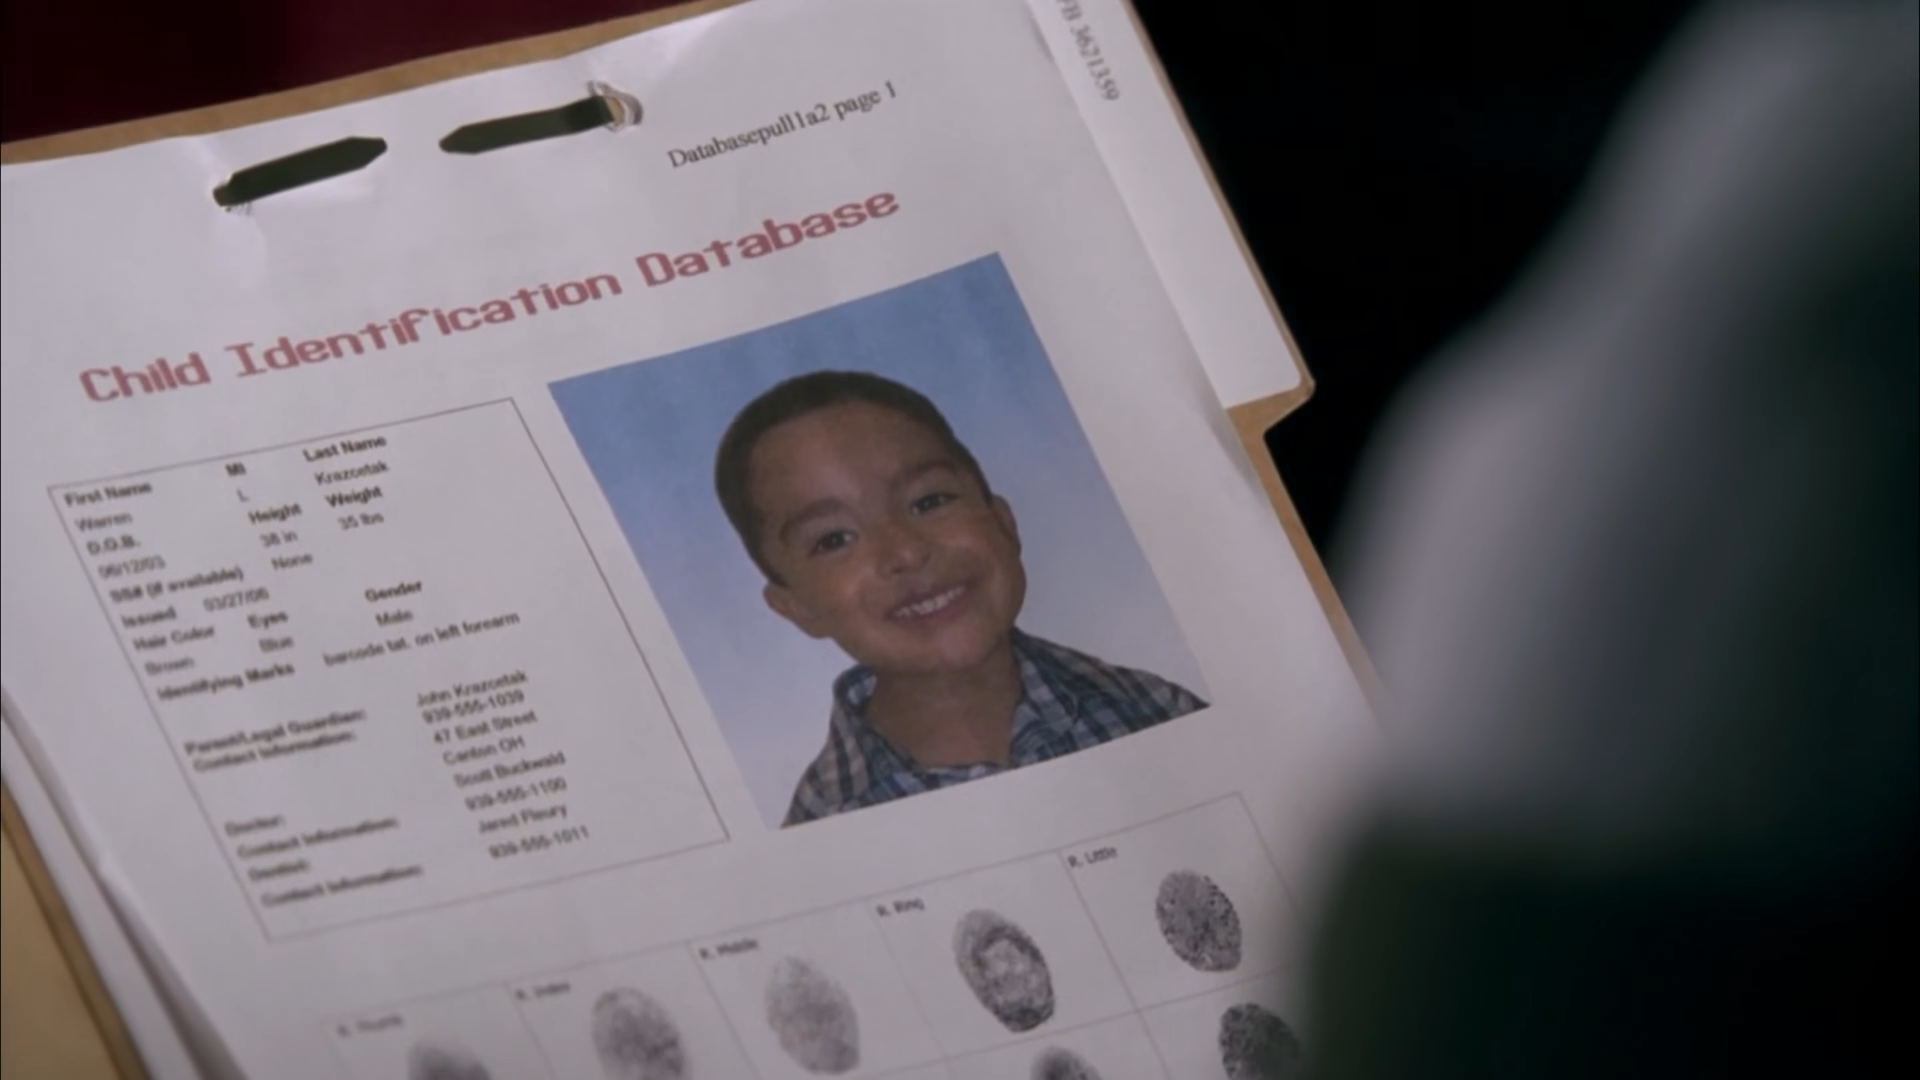 FB 3621359
Databasepull1a2 page 1
Child Identification Database
First Name MI Last Name
Warren L Krazcetak
D.O.B. Height Weight
06/12/03 38 in 35 lbs
SS# (if available) None
Issued 03/27/06
Hair Color Eyes Gender
Brown Blue Male
Identifying Marks barcode tat. on left forearm
Parent/Legal Guardian: John Krazcetak
Contact Information: 939-555-1039
47 East Street
Canton OH
Doctor: Scott Buckwald
Contact Information: 939-555-1100
Dentist: Jared Fleury
Contact Information: 939-555-1011
R. Thumb R. Index R. Middle R. Ring R. Little